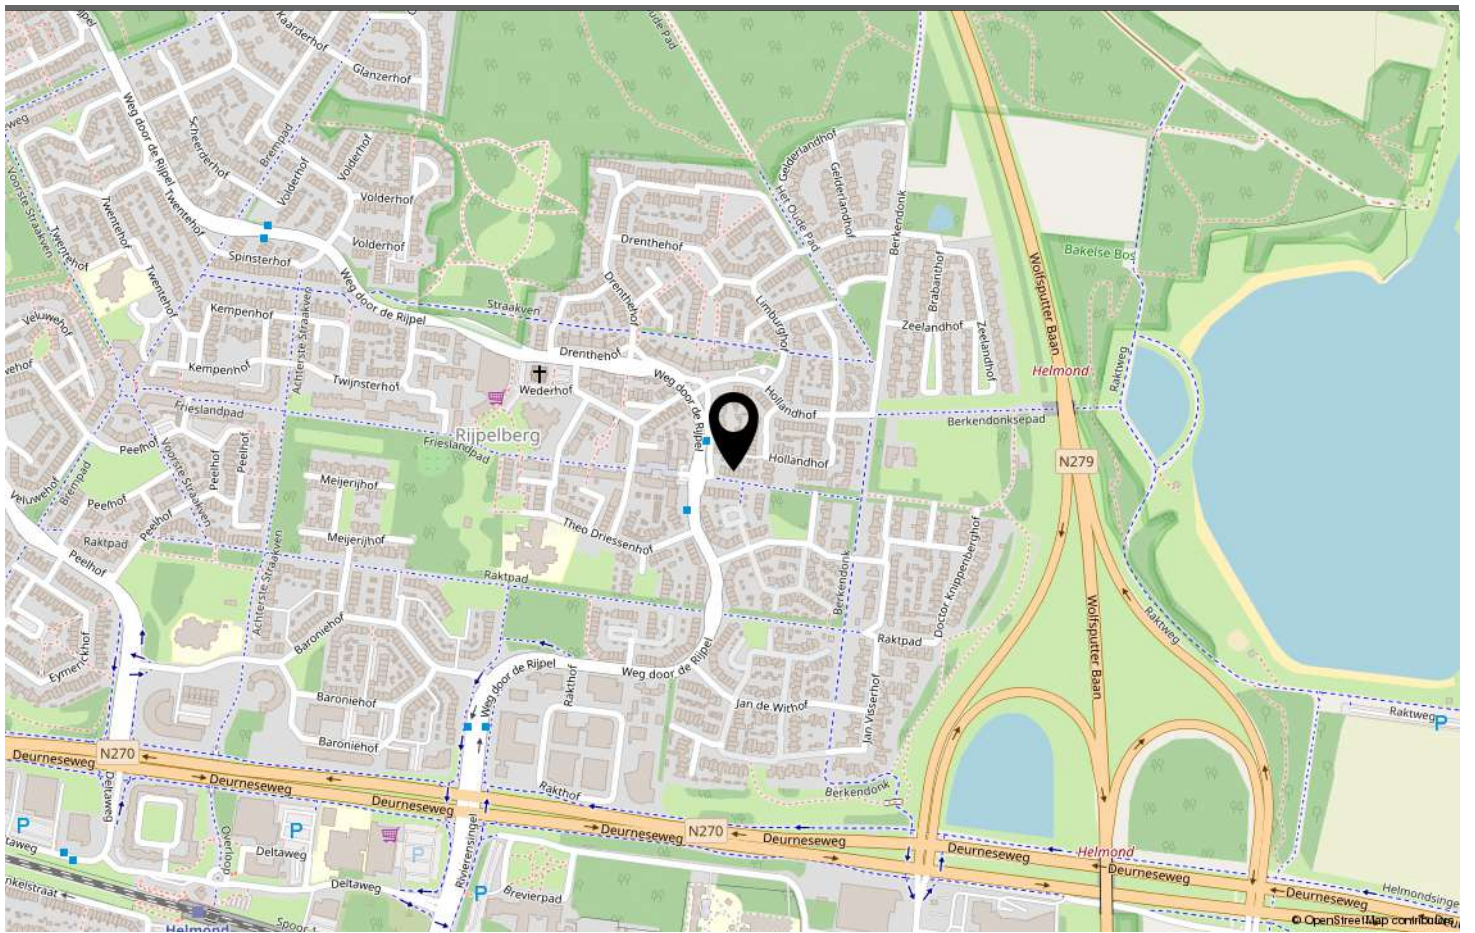 Kaarderhof
Glanzerhof
Oude Pad
Weg door de Rijpel
Scheerderhof
Brempad
Volderhof
Volderhof
Volderhof
Volderhof
Gelderlandhof
Gelderlandhof
Het Oude Pad
Berkendonk
Voorste Straakven
Twentehof
Twentehof
Twentehof
Twentehof
Spinsterhof
Drenthehof
Drenthehof
Bakelse Bos
Wolfsputter Baan
Brabanthof
Zeelandhof
Zeelandhof
Veluwehof
Kempenhof
Achterste Straakven
Weg door de Rijpel
Straakven
Limburghof
Raktweg
Kempenhof
Twijnsterhof
Drenthehof
Wederhof
Weg door de Rijpel
Hollandhof
Helmond
Frieslandpad
Rijpelberg
Frieslandpad
Berkendonksepad
Peelhof
Voorste Straakven
Peelhof
Peelhof
Hollandhof
N279
Veluwehof
Brempad
Peelhof
Peelhof
Meijerijhof
Theo Driessenhof
Raktpad
Peelhof
Meijerijhof
Raktpad
Berkendonk
Doctor Knippenberghof
Achterste Straakven
Baroniehof
Raktpad
Wolfsputter Baan
Raktweg
Eymerickhof
Weg door de Rijpel
Rakthof
Weg door de Rijpel
Baroniehof
Jan de Withof
Jan Visserhof
Raktweg
P
Baroniehof
N270
Deurneseweg
Deltaweg
Deurneseweg
Rakthof
Berkendonk
Deurneseweg
P
P
N270
Deurneseweg
Deurneseweg
Deurneseweg
Helmond
Deurneseweg
Deurneseweg
Helmondsingel
Overloop
Deltaweg
P
Rivierensingel
Deltaweg
P
Brevierpad
Helmond
© OpenStreetMap contributors